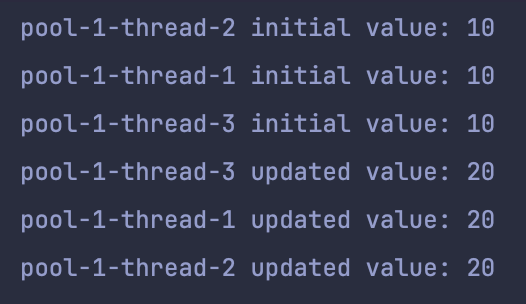 pool-1-thread-2 initial value: 10
pool-1-thread-1 initial value: 10
pool-1-thread-3 initial value: 10
pool-1-thread-3 updated value: 20
pool-1-thread-1 updated value: 20
pool-1-thread-2 updated value: 20